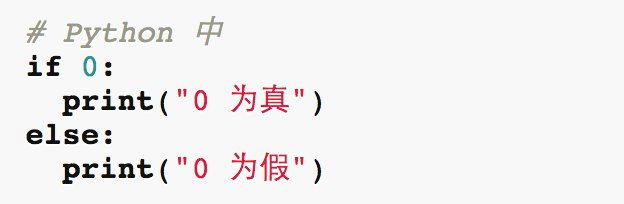 # Python 中
if 0:
  print("0 为真")
else:
  print("0 为假")